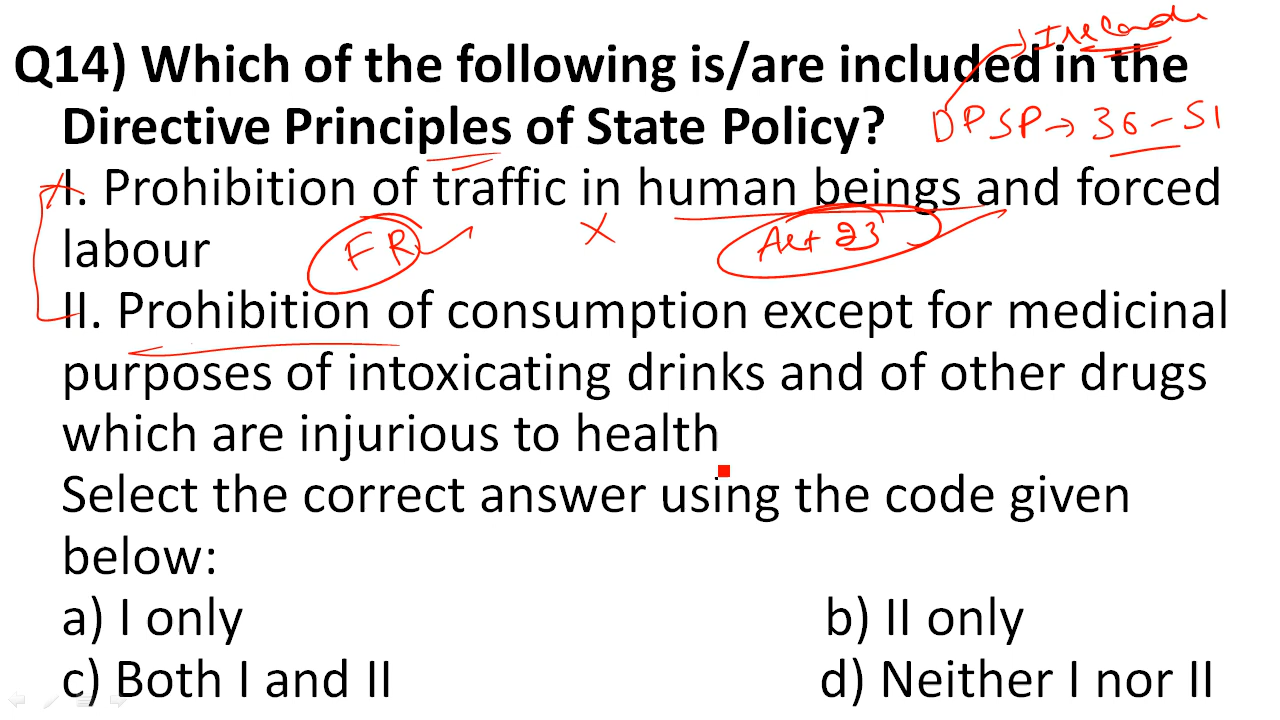 Ireland
Q14) Which of the following is/are included in the
Directive Principles of State Policy?
DPSP → 36 - 51
I. Prohibition of traffic in human beings and forced
labour
FR
×
Art 23
II. Prohibition of consumption except for medicinal
purposes of intoxicating drinks and of other drugs
which are injurious to health
Select the correct answer using the code given
below:
a) I only
b) II only
c) Both I and II
d) Neither I nor II